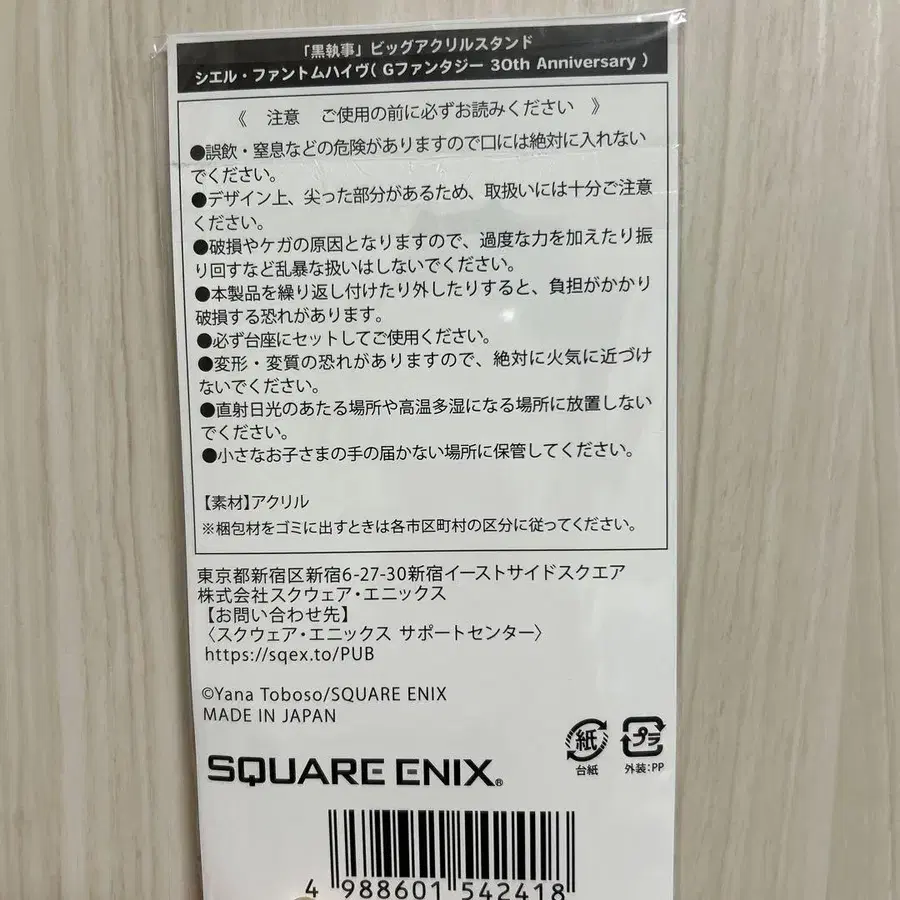 「黒執事」ビッグアクリルスタンド
シエル・ファントムハイヴ( Gファンタジー 30th Anniversary )
《　注意　ご使用の前に必ずお読みください　》
●誤飲・窒息などの危険がありますので口には絶対に入れない
でください。
●デザイン上、尖った部分があるため、取扱いには十分ご注意
ください。
●破損やケガの原因となりますので、過度な力を加えたり振
り回すなど乱暴な扱いはしないでください。
●本製品を繰り返し付けたり外したりすると、負担がかかり
破損する恐れがあります。
●必ず台座にセットしてご使用ください。
●変形・変質の恐れがありますので、絶対に火気に近づけ
ないでください。
●直射日光のあたる場所や高温多湿になる場所に放置しない
でください。
●小さなお子さまの手の届かない場所に保管してください。
【素材】アクリル
※梱包材をゴミに出すときは各市区町村の区分に従ってください。
東京都新宿区新宿6-27-30新宿イーストサイドスクエア
株式会社スクウェア・エニックス
【お問い合わせ先】
〈スクウェア・エニックス サポートセンター〉
https://sqex.to/PUB
©Yana Toboso/SQUARE ENIX
MADE IN JAPAN
紙
台紙
プラ
外装:PP
SQUARE ENIX®
4 988601 542418